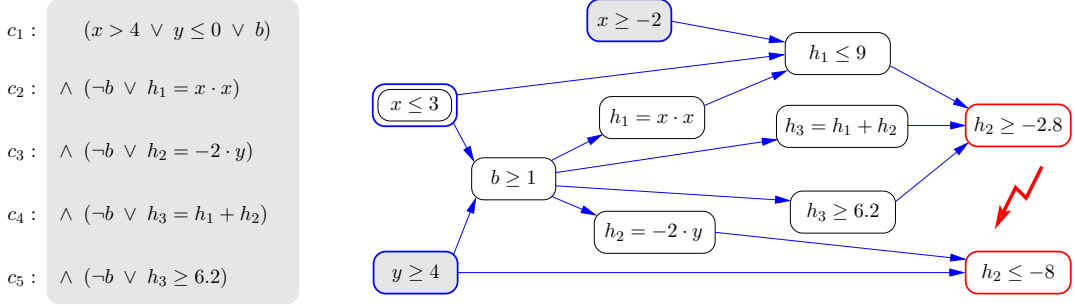 c₁ : (x > 4 ∨ y ≤ 0 ∨ b)
c₂ : ∧ (¬b ∨ h₁ = x · x)
c₃ : ∧ (¬b ∨ h₂ = −2 · y)
c₄ : ∧ (¬b ∨ h₃ = h₁ + h₂)
c₅ : ∧ (¬b ∨ h₃ ≥ 6.2)
x ≥ −2
h₁ ≤ 9
x ≤ 3
h₁ = x · x
h₃ = h₁ + h₂
h₂ ≥ −2.8
b ≥ 1
h₃ ≥ 6.2
h₂ = −2 · y
y ≥ 4
h₂ ≤ −8